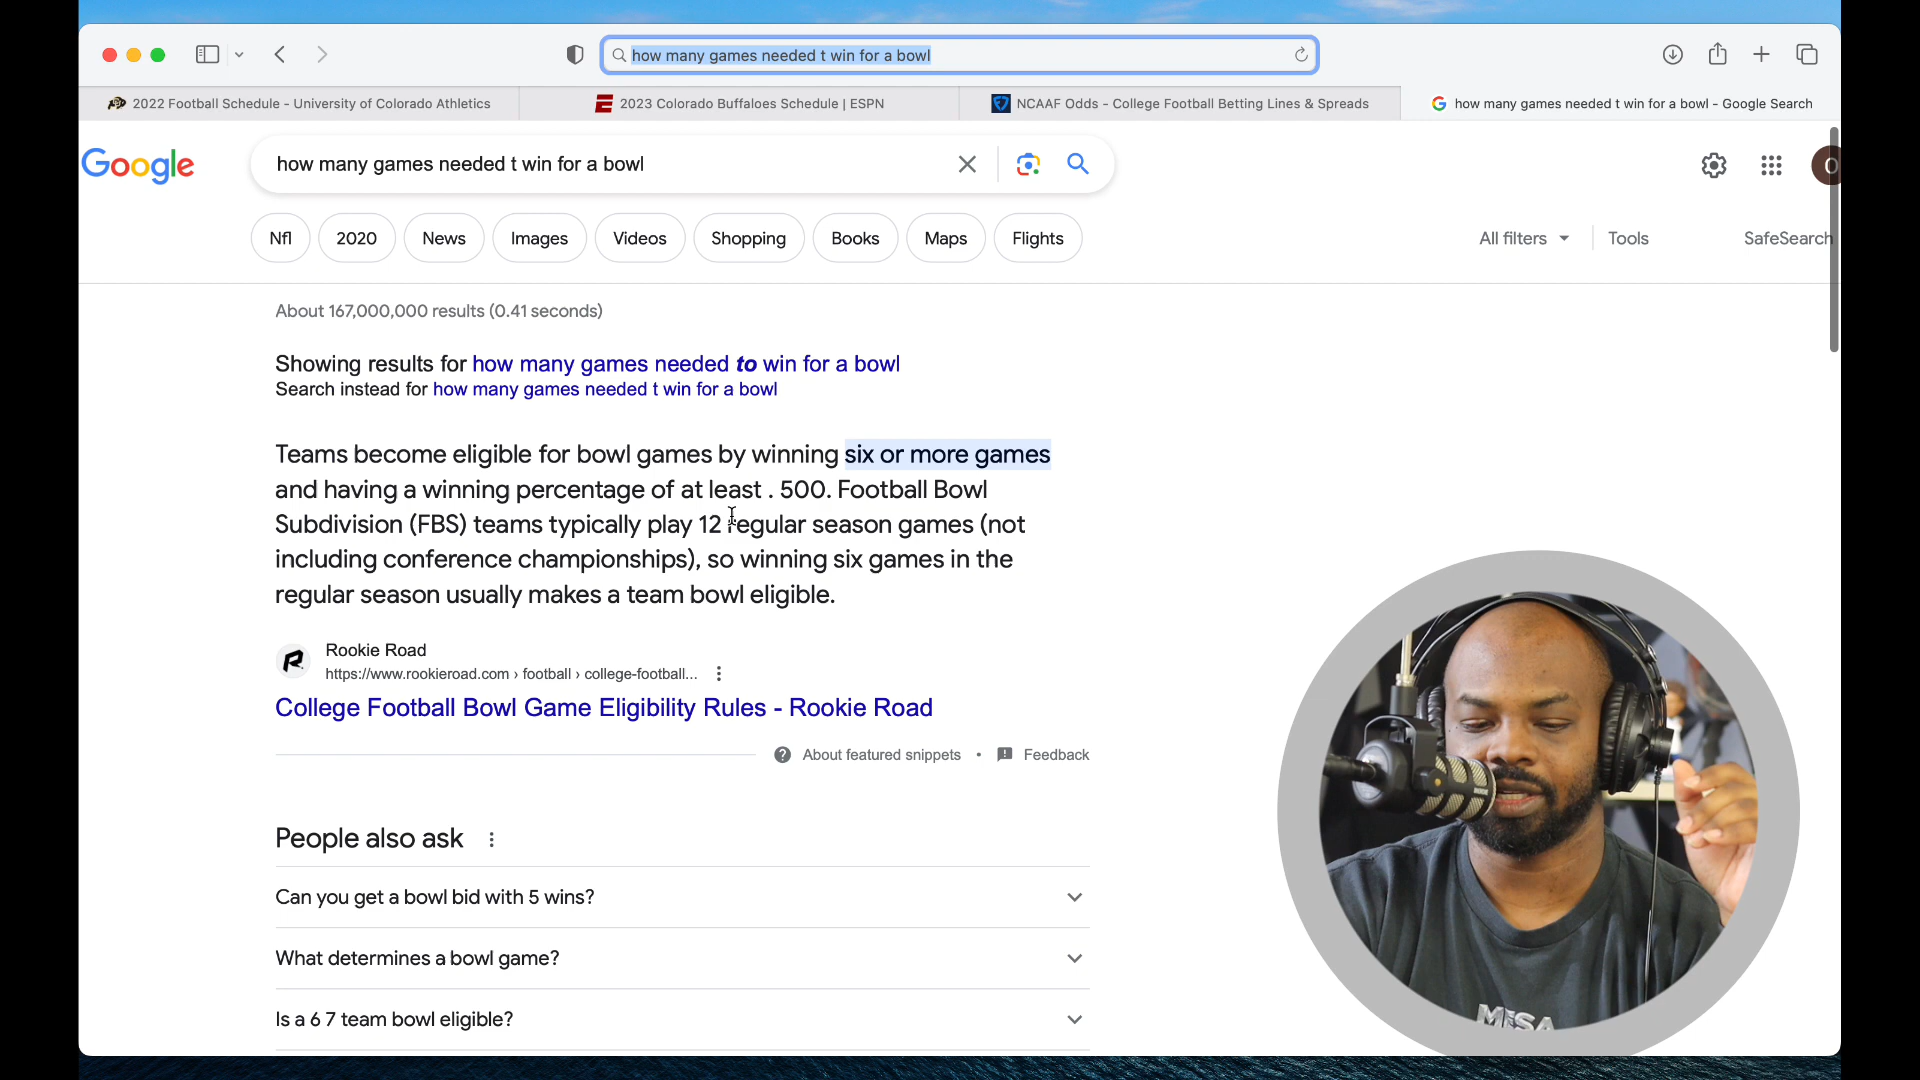 how many games needed t win for a bowl
2022 Football Schedule - University of Colorado Athletics
2023 Colorado Buffaloes Schedule | ESPN
NCAAF Odds - College Football Betting Lines & Spreads
how many games needed t win for a bowl - Google Search
Google
how many games needed t win for a bowl
O
Nfl
2020
News
Images
Videos
Shopping
Books
Maps
Flights
All filters
Tools
SafeSearch
About 167,000,000 results (0.41 seconds)
Showing results for how many games needed to win for a bowl
Search instead for how many games needed t win for a bowl
Teams become eligible for bowl games by winning six or more games
and having a winning percentage of at least . 500. Football Bowl
Subdivision (FBS) teams typically play 12 regular season games (not
including conference championships), so winning six games in the
regular season usually makes a team bowl eligible.
Rookie Road
https://www.rookieroad.com › football › college-football...
College Football Bowl Game Eligibility Rules - Rookie Road
About featured snippets • Feedback
People also ask
Can you get a bowl bid with 5 wins?
What determines a bowl game?
Is a 6 7 team bowl eligible?